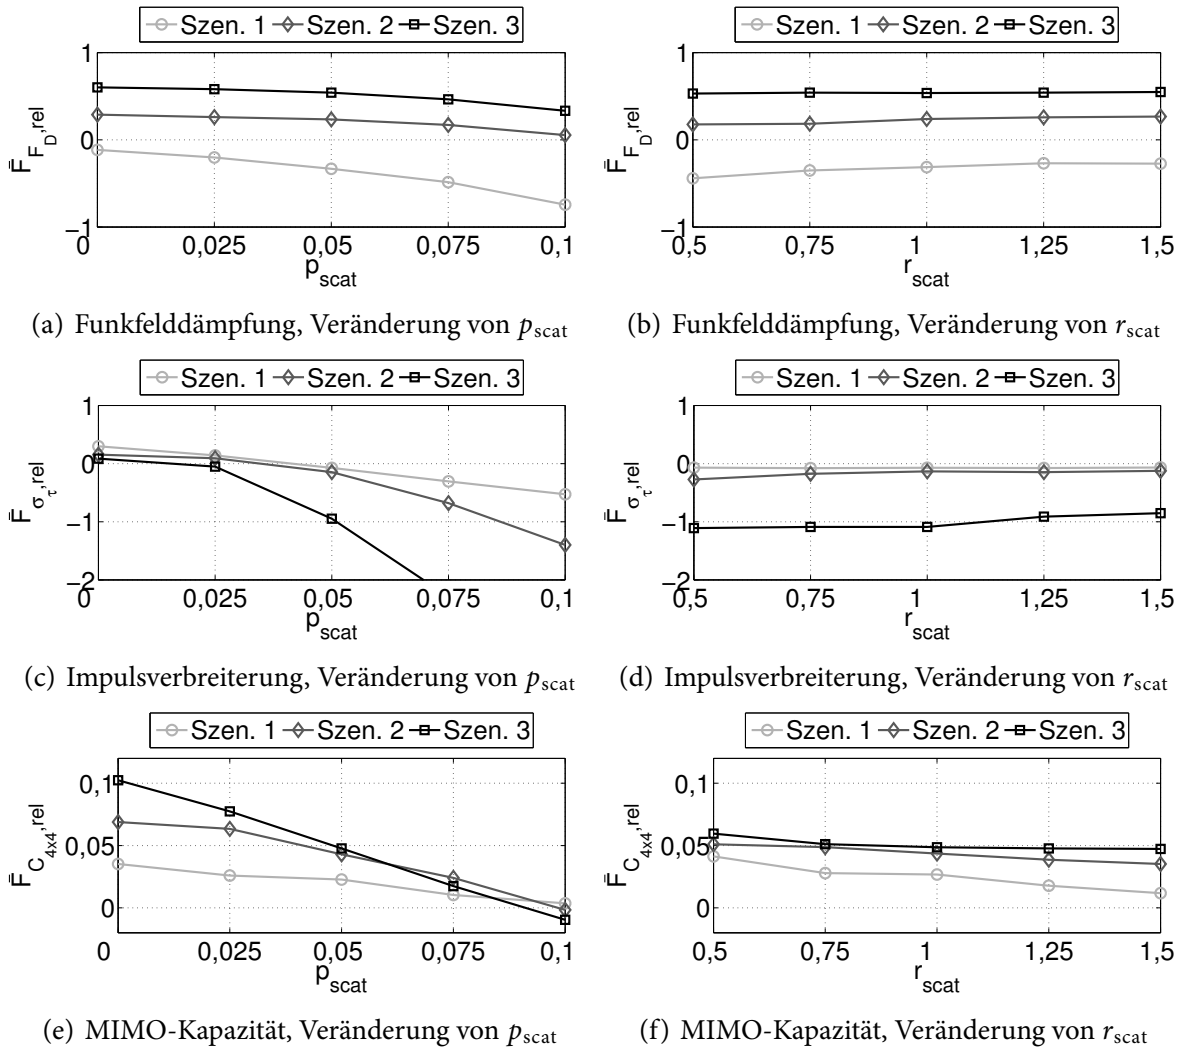 Szen. 1 Szen. 2 Szen. 3
1
0
−1
F̄ F_D,rel
0 0,025 0,05 0,075 0,1
p_scat
(a) Funkfelddämpfung, Veränderung von p_scat
Szen. 1 Szen. 2 Szen. 3
1
0
−1
F̄ F_D,rel
0,5 0,75 1 1,25 1,5
r_scat
(b) Funkfelddämpfung, Veränderung von r_scat
Szen. 1 Szen. 2 Szen. 3
1
0
−1
−2
F̄ σ_τ,rel
0 0,025 0,05 0,075 0,1
p_scat
(c) Impulsverbreiterung, Veränderung von p_scat
Szen. 1 Szen. 2 Szen. 3
1
0
−1
−2
F̄ σ_τ,rel
0,5 0,75 1 1,25 1,5
r_scat
(d) Impulsverbreiterung, Veränderung von r_scat
Szen. 1 Szen. 2 Szen. 3
0,1
0,05
0
F̄ C_4x4,rel
0 0,025 0,05 0,075 0,1
p_scat
(e) MIMO-Kapazität, Veränderung von p_scat
Szen. 1 Szen. 2 Szen. 3
0,1
0,05
0
F̄ C_4x4,rel
0,5 0,75 1 1,25 1,5
r_scat
(f) MIMO-Kapazität, Veränderung von r_scat